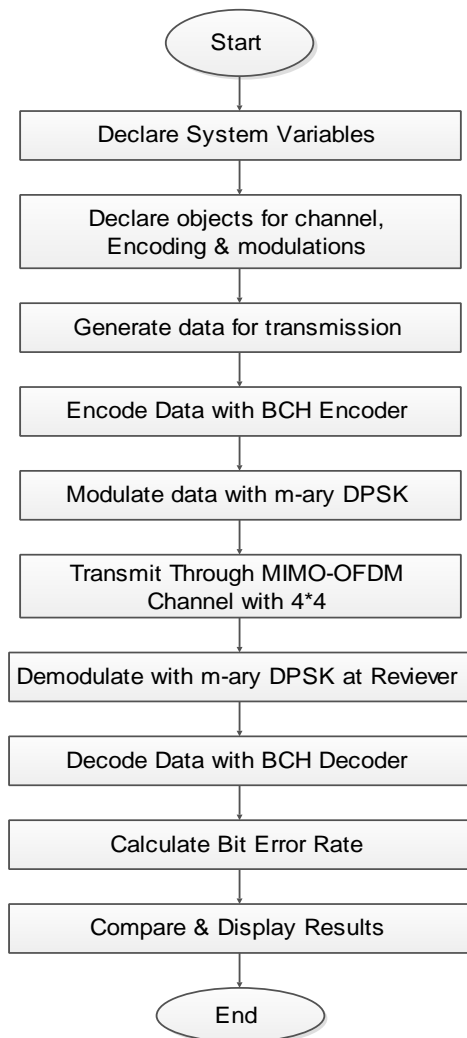 Start
Declare System Variables
Declare objects for channel,
Encoding & modulations
Generate data for transmission
Encode Data with BCH Encoder
Modulate data with m-ary DPSK
Transmit Through MIMO-OFDM
Channel with 4*4
Demodulate with m-ary DPSK at Reviever
Decode Data with BCH Decoder
Calculate Bit Error Rate
Compare & Display Results
End